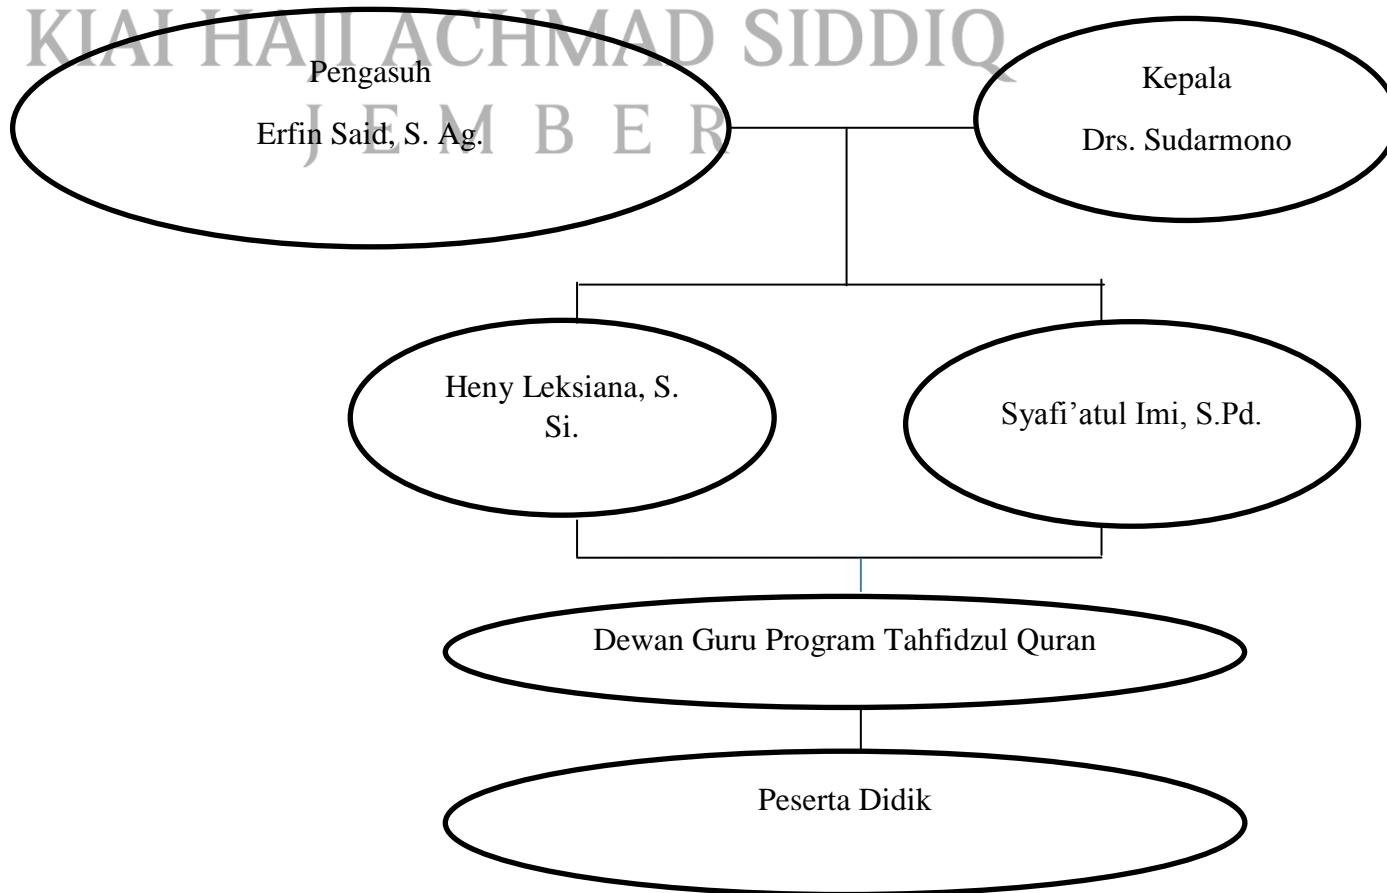 KIAI HAJI ACHMAD SIDDIQ
J E M B E R
Pengasuh
Erfin Said, S. Ag.
Kepala
Drs. Sudarmono
Heny Leksiana, S.
Si.
Syafi’atul Imi, S.Pd.
Dewan Guru Program Tahfidzul Quran
Peserta Didik